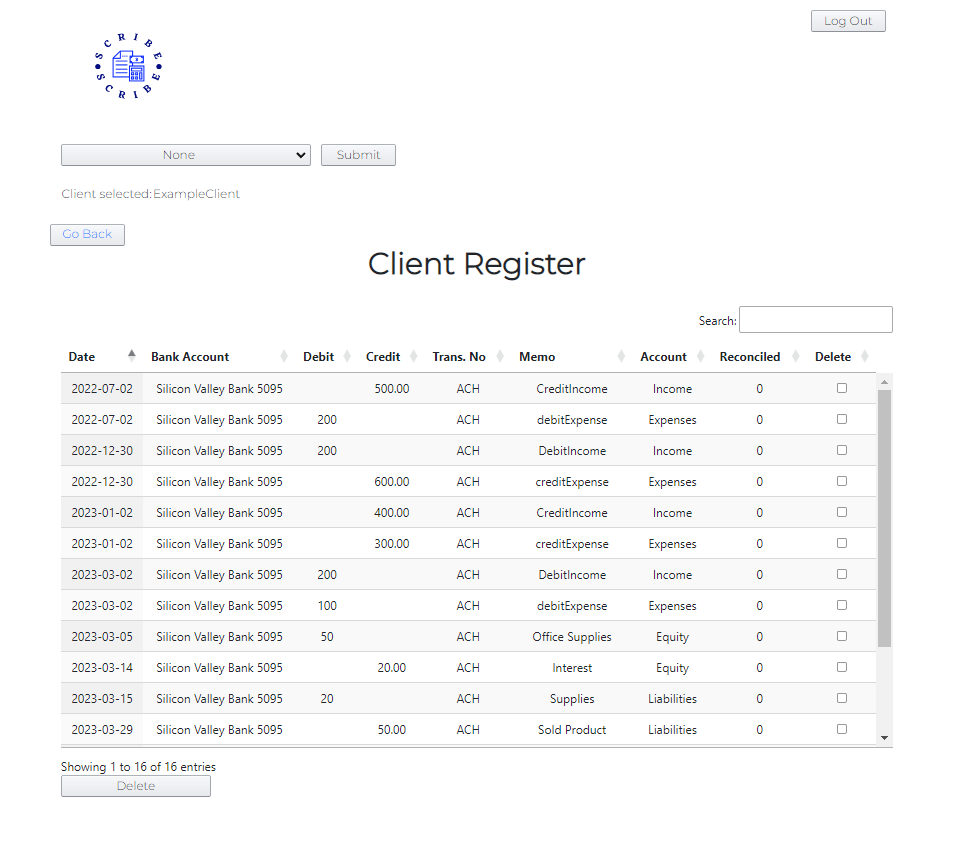 Log Out
SCRIBE
SCRIBE
None Submit
Client selected:ExampleClient
Go Back
Client Register
Search:
Date Bank Account Debit Credit Trans. No Memo Account Reconciled Delete
2022-07-02 Silicon Valley Bank 5095 500.00 ACH CreditIncome Income 0
2022-07-02 Silicon Valley Bank 5095 200 ACH debitExpense Expenses 0
2022-12-30 Silicon Valley Bank 5095 200 ACH DebitIncome Income 0
2022-12-30 Silicon Valley Bank 5095 600.00 ACH creditExpense Expenses 0
2023-01-02 Silicon Valley Bank 5095 400.00 ACH CreditIncome Income 0
2023-01-02 Silicon Valley Bank 5095 300.00 ACH creditExpense Expenses 0
2023-03-02 Silicon Valley Bank 5095 200 ACH DebitIncome Income 0
2023-03-02 Silicon Valley Bank 5095 100 ACH debitExpense Expenses 0
2023-03-05 Silicon Valley Bank 5095 50 ACH Office Supplies Equity 0
2023-03-14 Silicon Valley Bank 5095 20.00 ACH Interest Equity 0
2023-03-15 Silicon Valley Bank 5095 20 ACH Supplies Liabilities 0
2023-03-29 Silicon Valley Bank 5095 50.00 ACH Sold Product Liabilities 0
Showing 1 to 16 of 16 entries
Delete